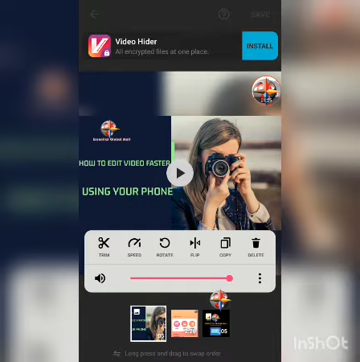 SAVE
Video Hider
All encrypted files at one place.
INSTALL
HOW TO EDIT VIDEO FASTER
USING YOUR PHONE
TRIM
SPEED
ROTATE
FLIP
COPY
DELETE
05
Long press and drag to swap order
InShOt